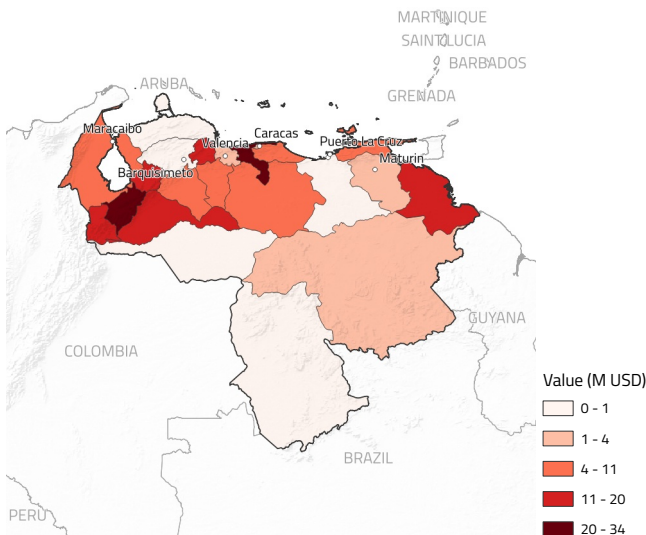 MARTINIQUE
SAINT LUCIA
BARBADOS
GRENADA
ARUBA
Maracaibo
Valencia
Caracas
Puerto La Cruz
Barquisimeto
Maturin
GUYANA
COLOMBIA
BRAZIL
PERU
Value (M USD)
0 - 1
1 - 4
4 - 11
11 - 20
20 - 34